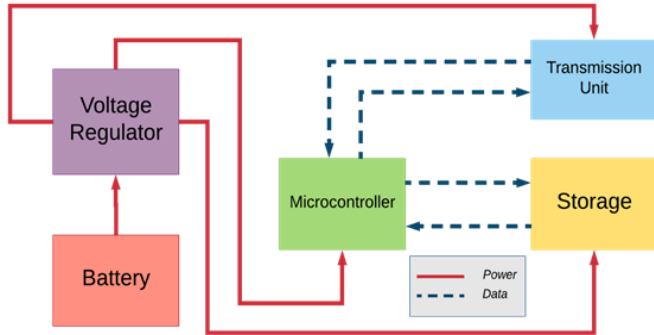 Transmission
Unit
Voltage
Regulator
Microcontroller
Storage
Battery
Power
Data